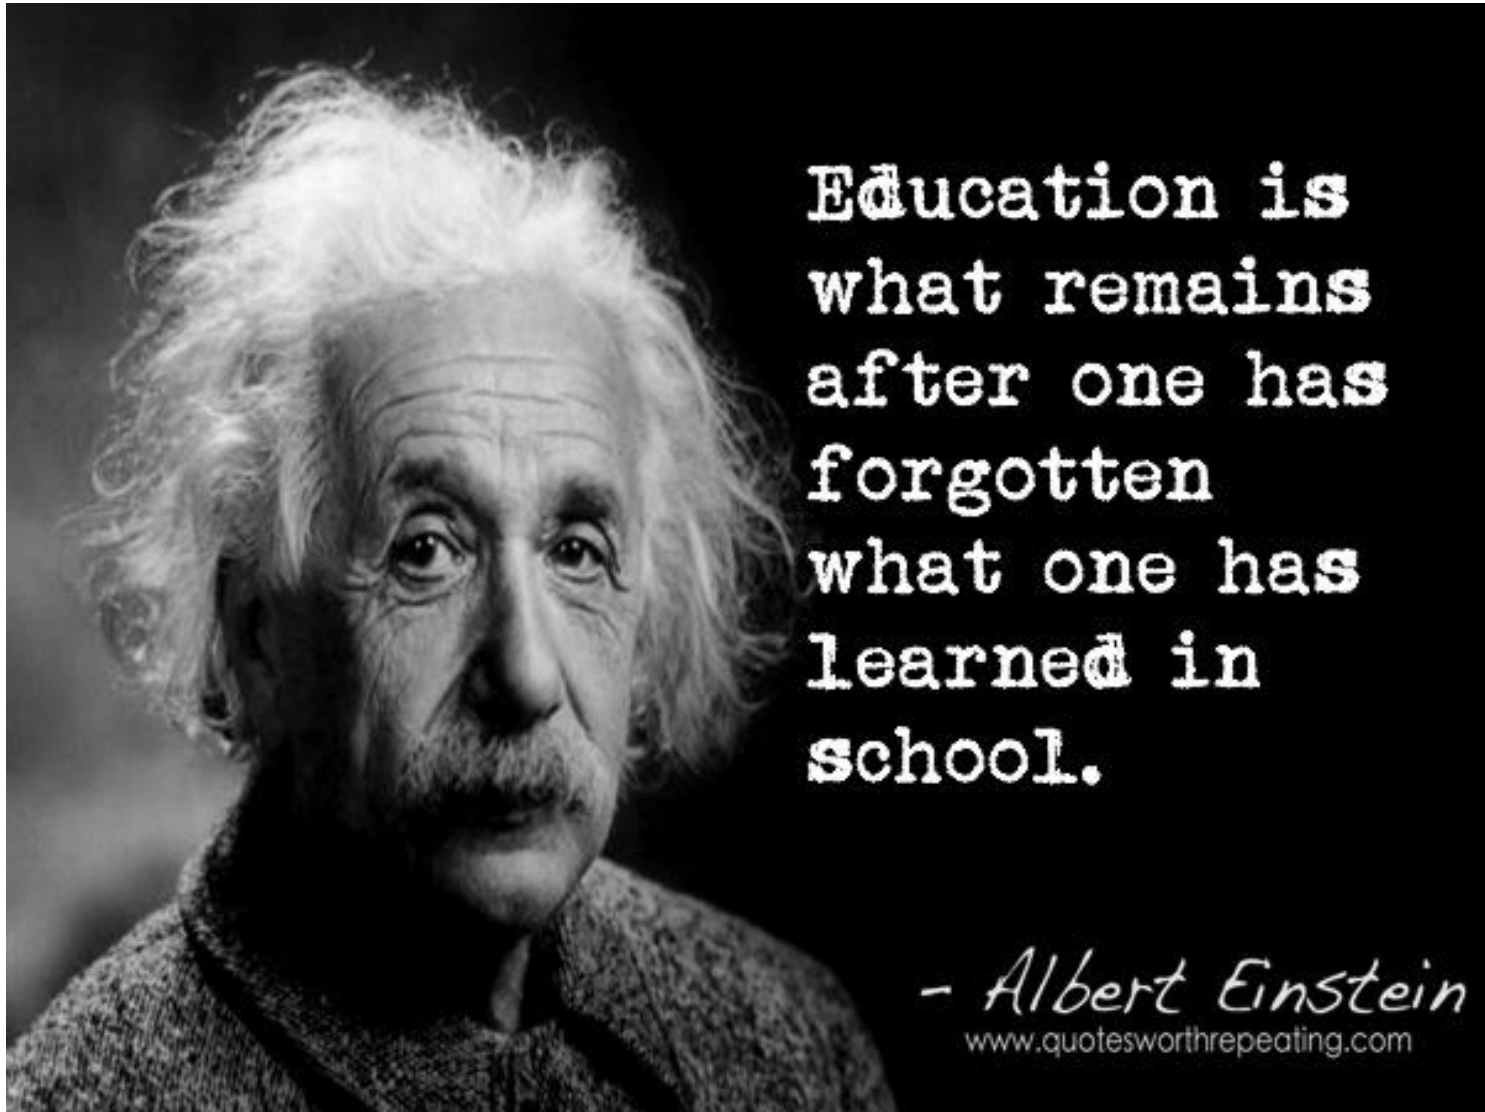 Education is
what remains
after one has
forgotten
what one has
learned in
school.
- Albert Einstein
www.quotesworthrepeating.com